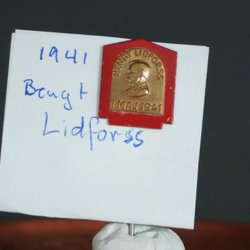 1941
Bengt
Lidforss
BENGT LIDFORSS
1 MAJ 1941